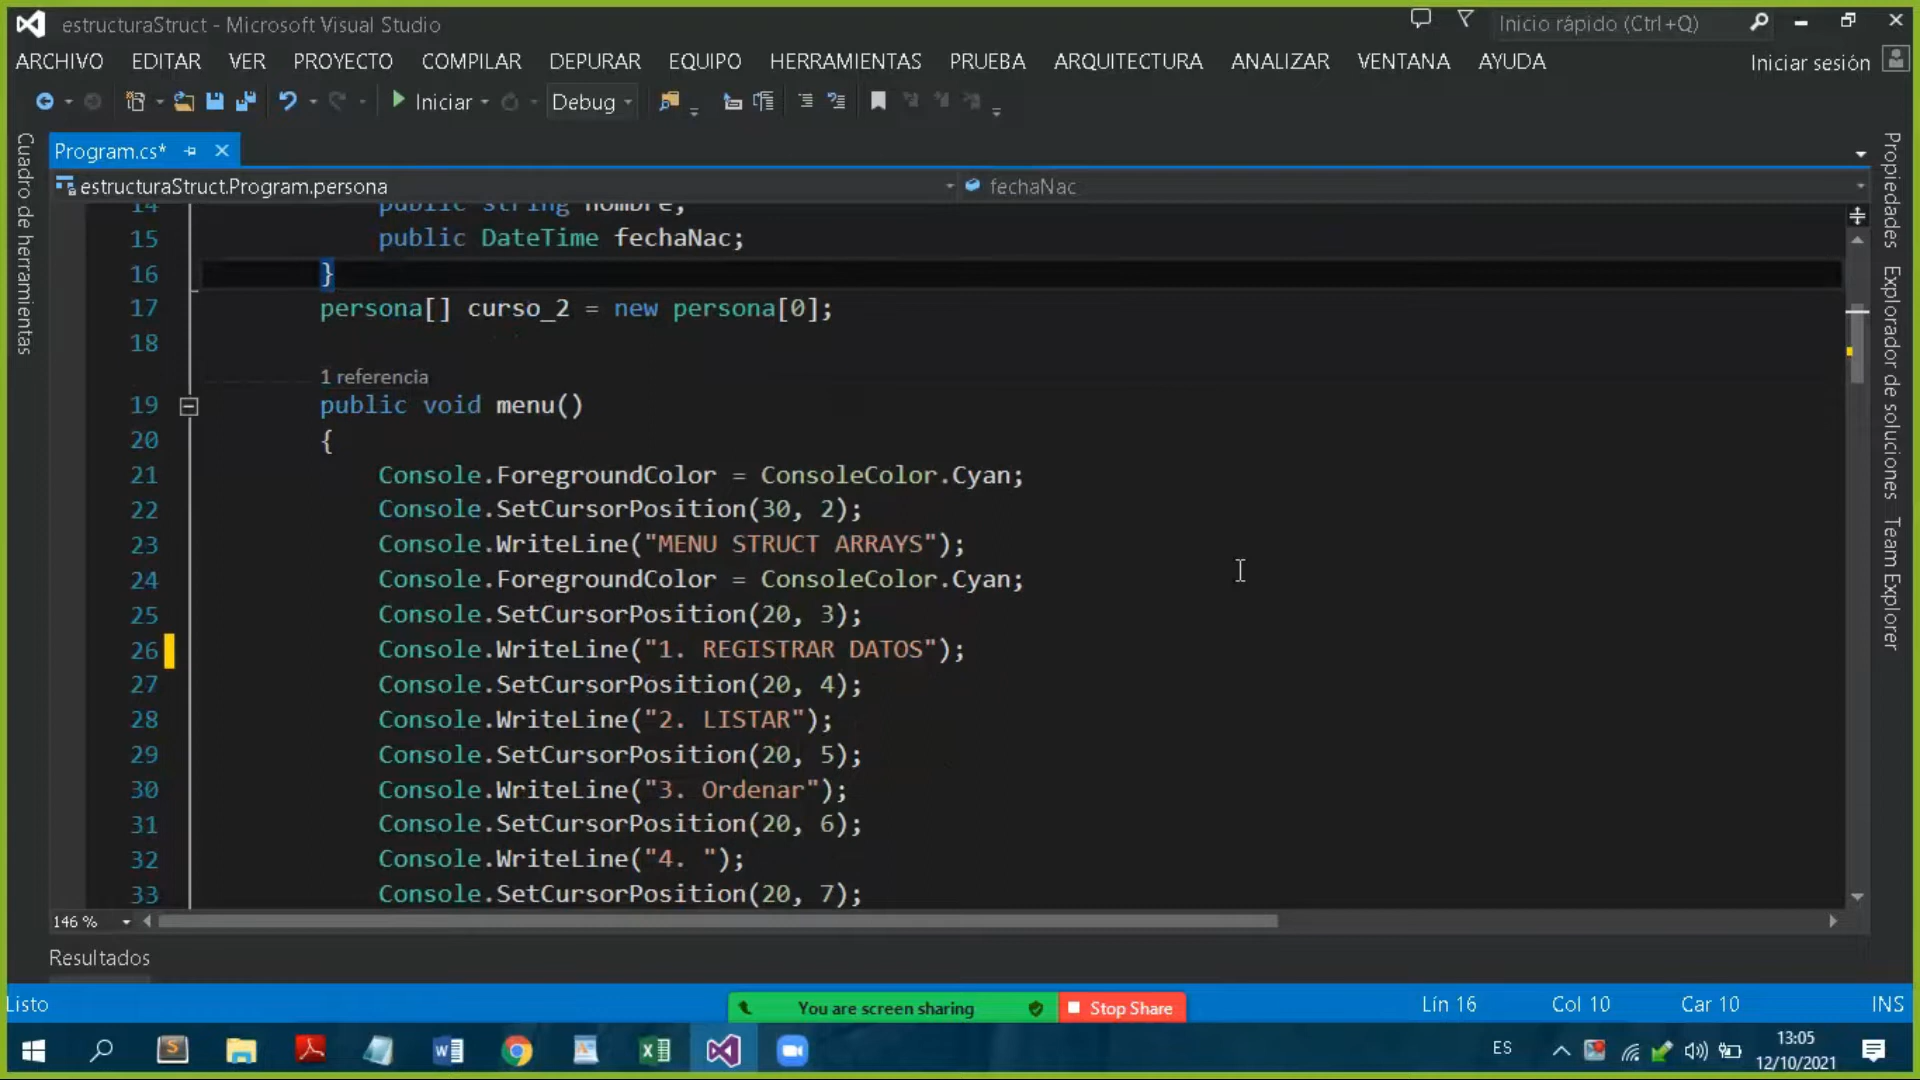 estructuraStruct - Microsoft Visual Studio
Inicio rápido (Ctrl+Q)
ARCHIVO EDITAR VER PROYECTO COMPILAR DEPURAR EQUIPO HERRAMIENTAS PRUEBA ARQUITECTURA ANALIZAR VENTANA AYUDA Iniciar sesión
Iniciar Debug
Program.cs*
estructuraStruct.Program.persona fechaNac
14 public string nombre;
15 public DateTime fechaNac;
16 }
17 persona[] curso_2 = new persona[0];
18
1 referencia
19 public void menu()
20 {
21 Console.ForegroundColor = ConsoleColor.Cyan;
22 Console.SetCursorPosition(30, 2);
23 Console.WriteLine("MENU STRUCT ARRAYS");
24 Console.ForegroundColor = ConsoleColor.Cyan;
25 Console.SetCursorPosition(20, 3);
26 Console.WriteLine("1. REGISTRAR DATOS");
27 Console.SetCursorPosition(20, 4);
28 Console.WriteLine("2. LISTAR");
29 Console.SetCursorPosition(20, 5);
30 Console.WriteLine("3. Ordenar");
31 Console.SetCursorPosition(20, 6);
32 Console.WriteLine("4. ");
33 Console.SetCursorPosition(20, 7);
146 %
Cuadro de herramientas
Propiedades
Explorador de soluciones
Team Explorer
Resultados
Listo
You are screen sharing
Stop Share
Lín 16 Col 10 Car 10 INS
ES
13:05
12/10/2021